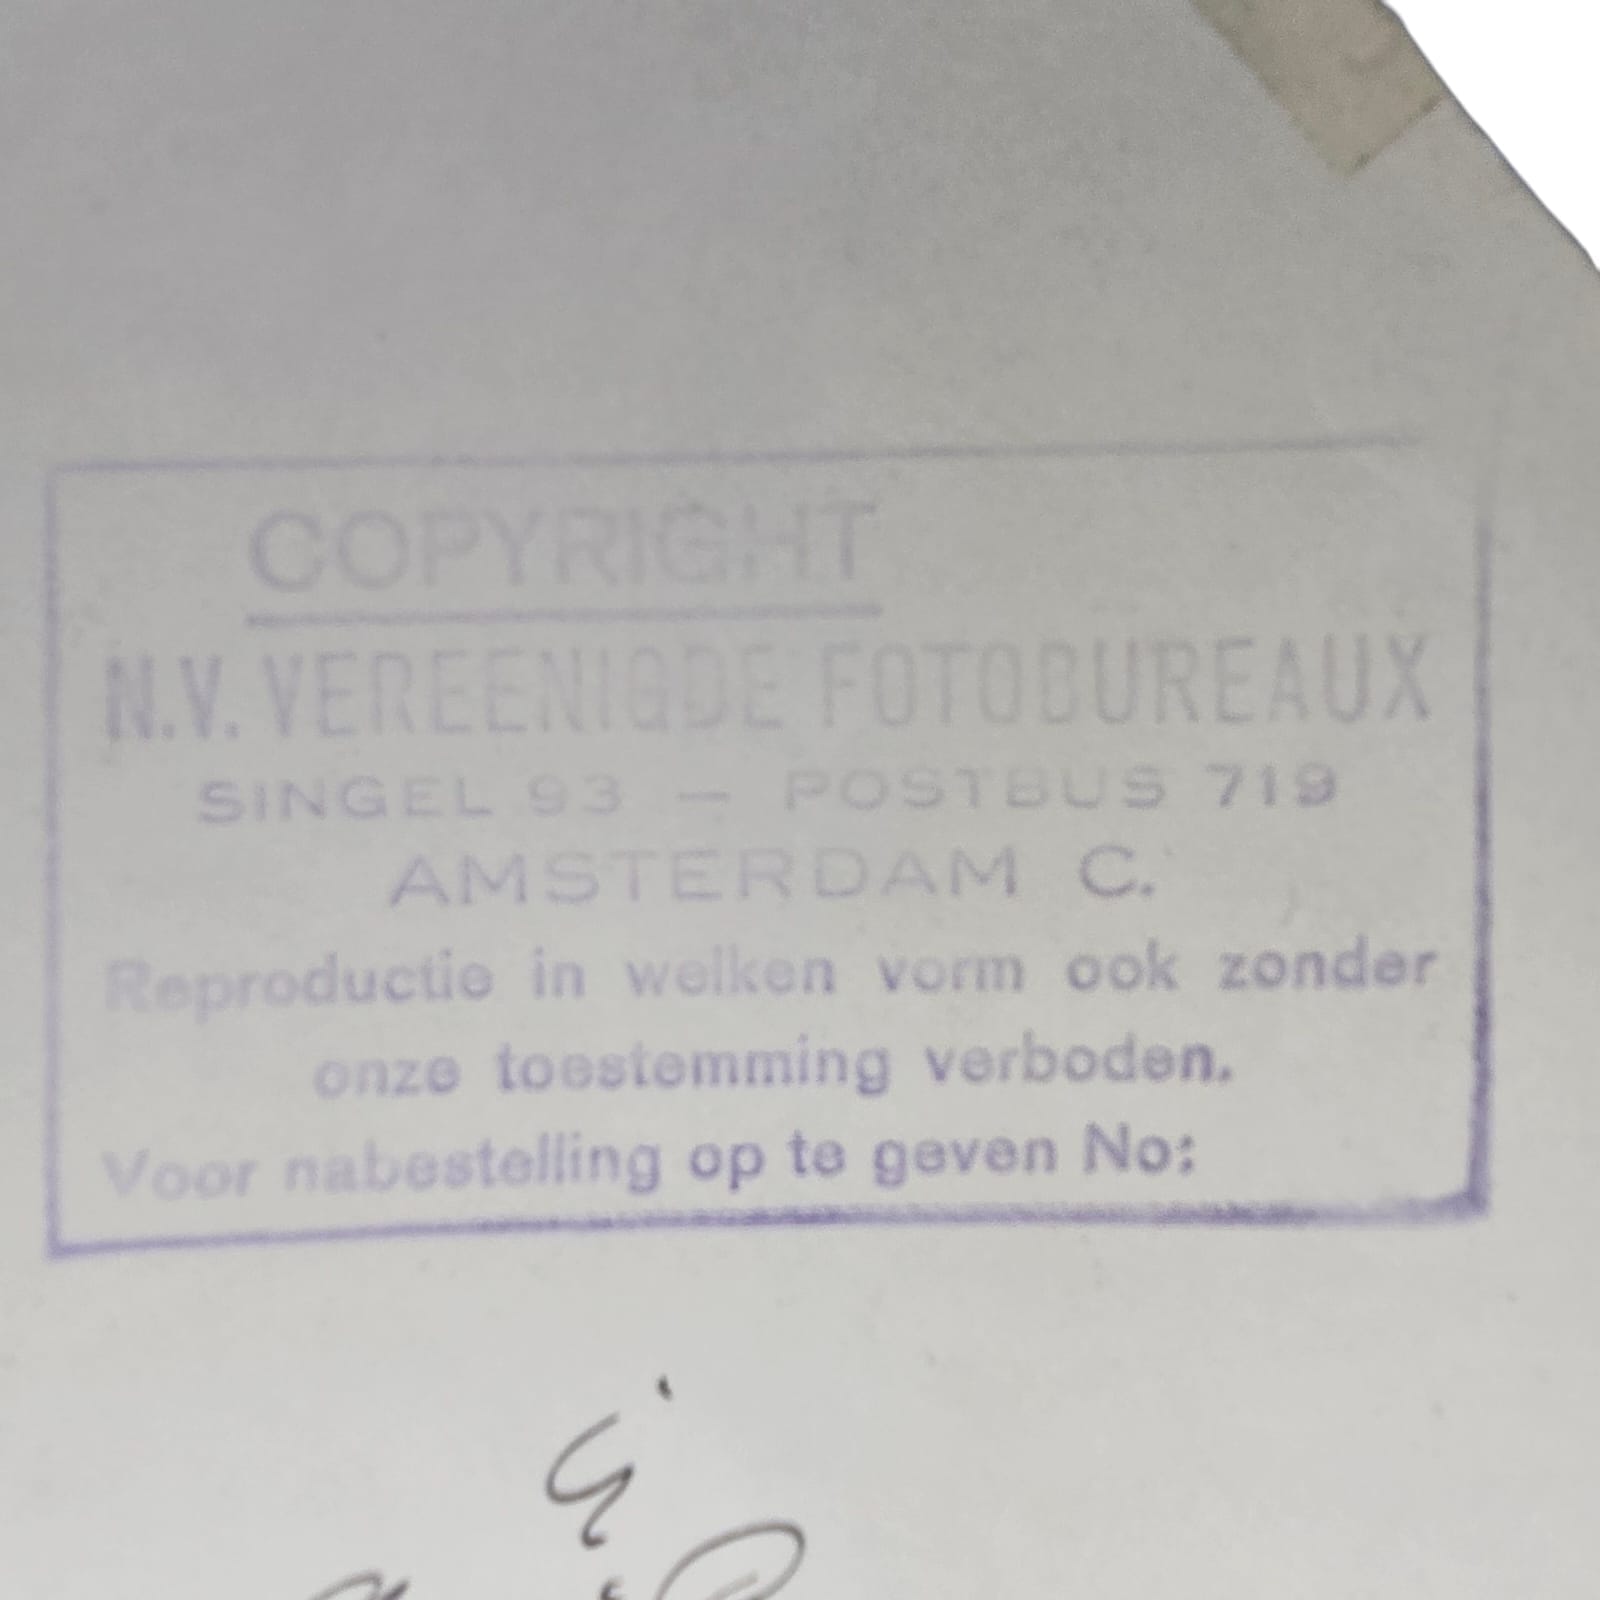 COPYRIGHT
N.V. VEREENIGDE FOTOBUREAUX
SINGEL 93 — POSTBUS 719
AMSTERDAM C.
Reproductie in welken vorm ook zonder
onze toestemming verboden.
Voor nabestelling op te geven No: